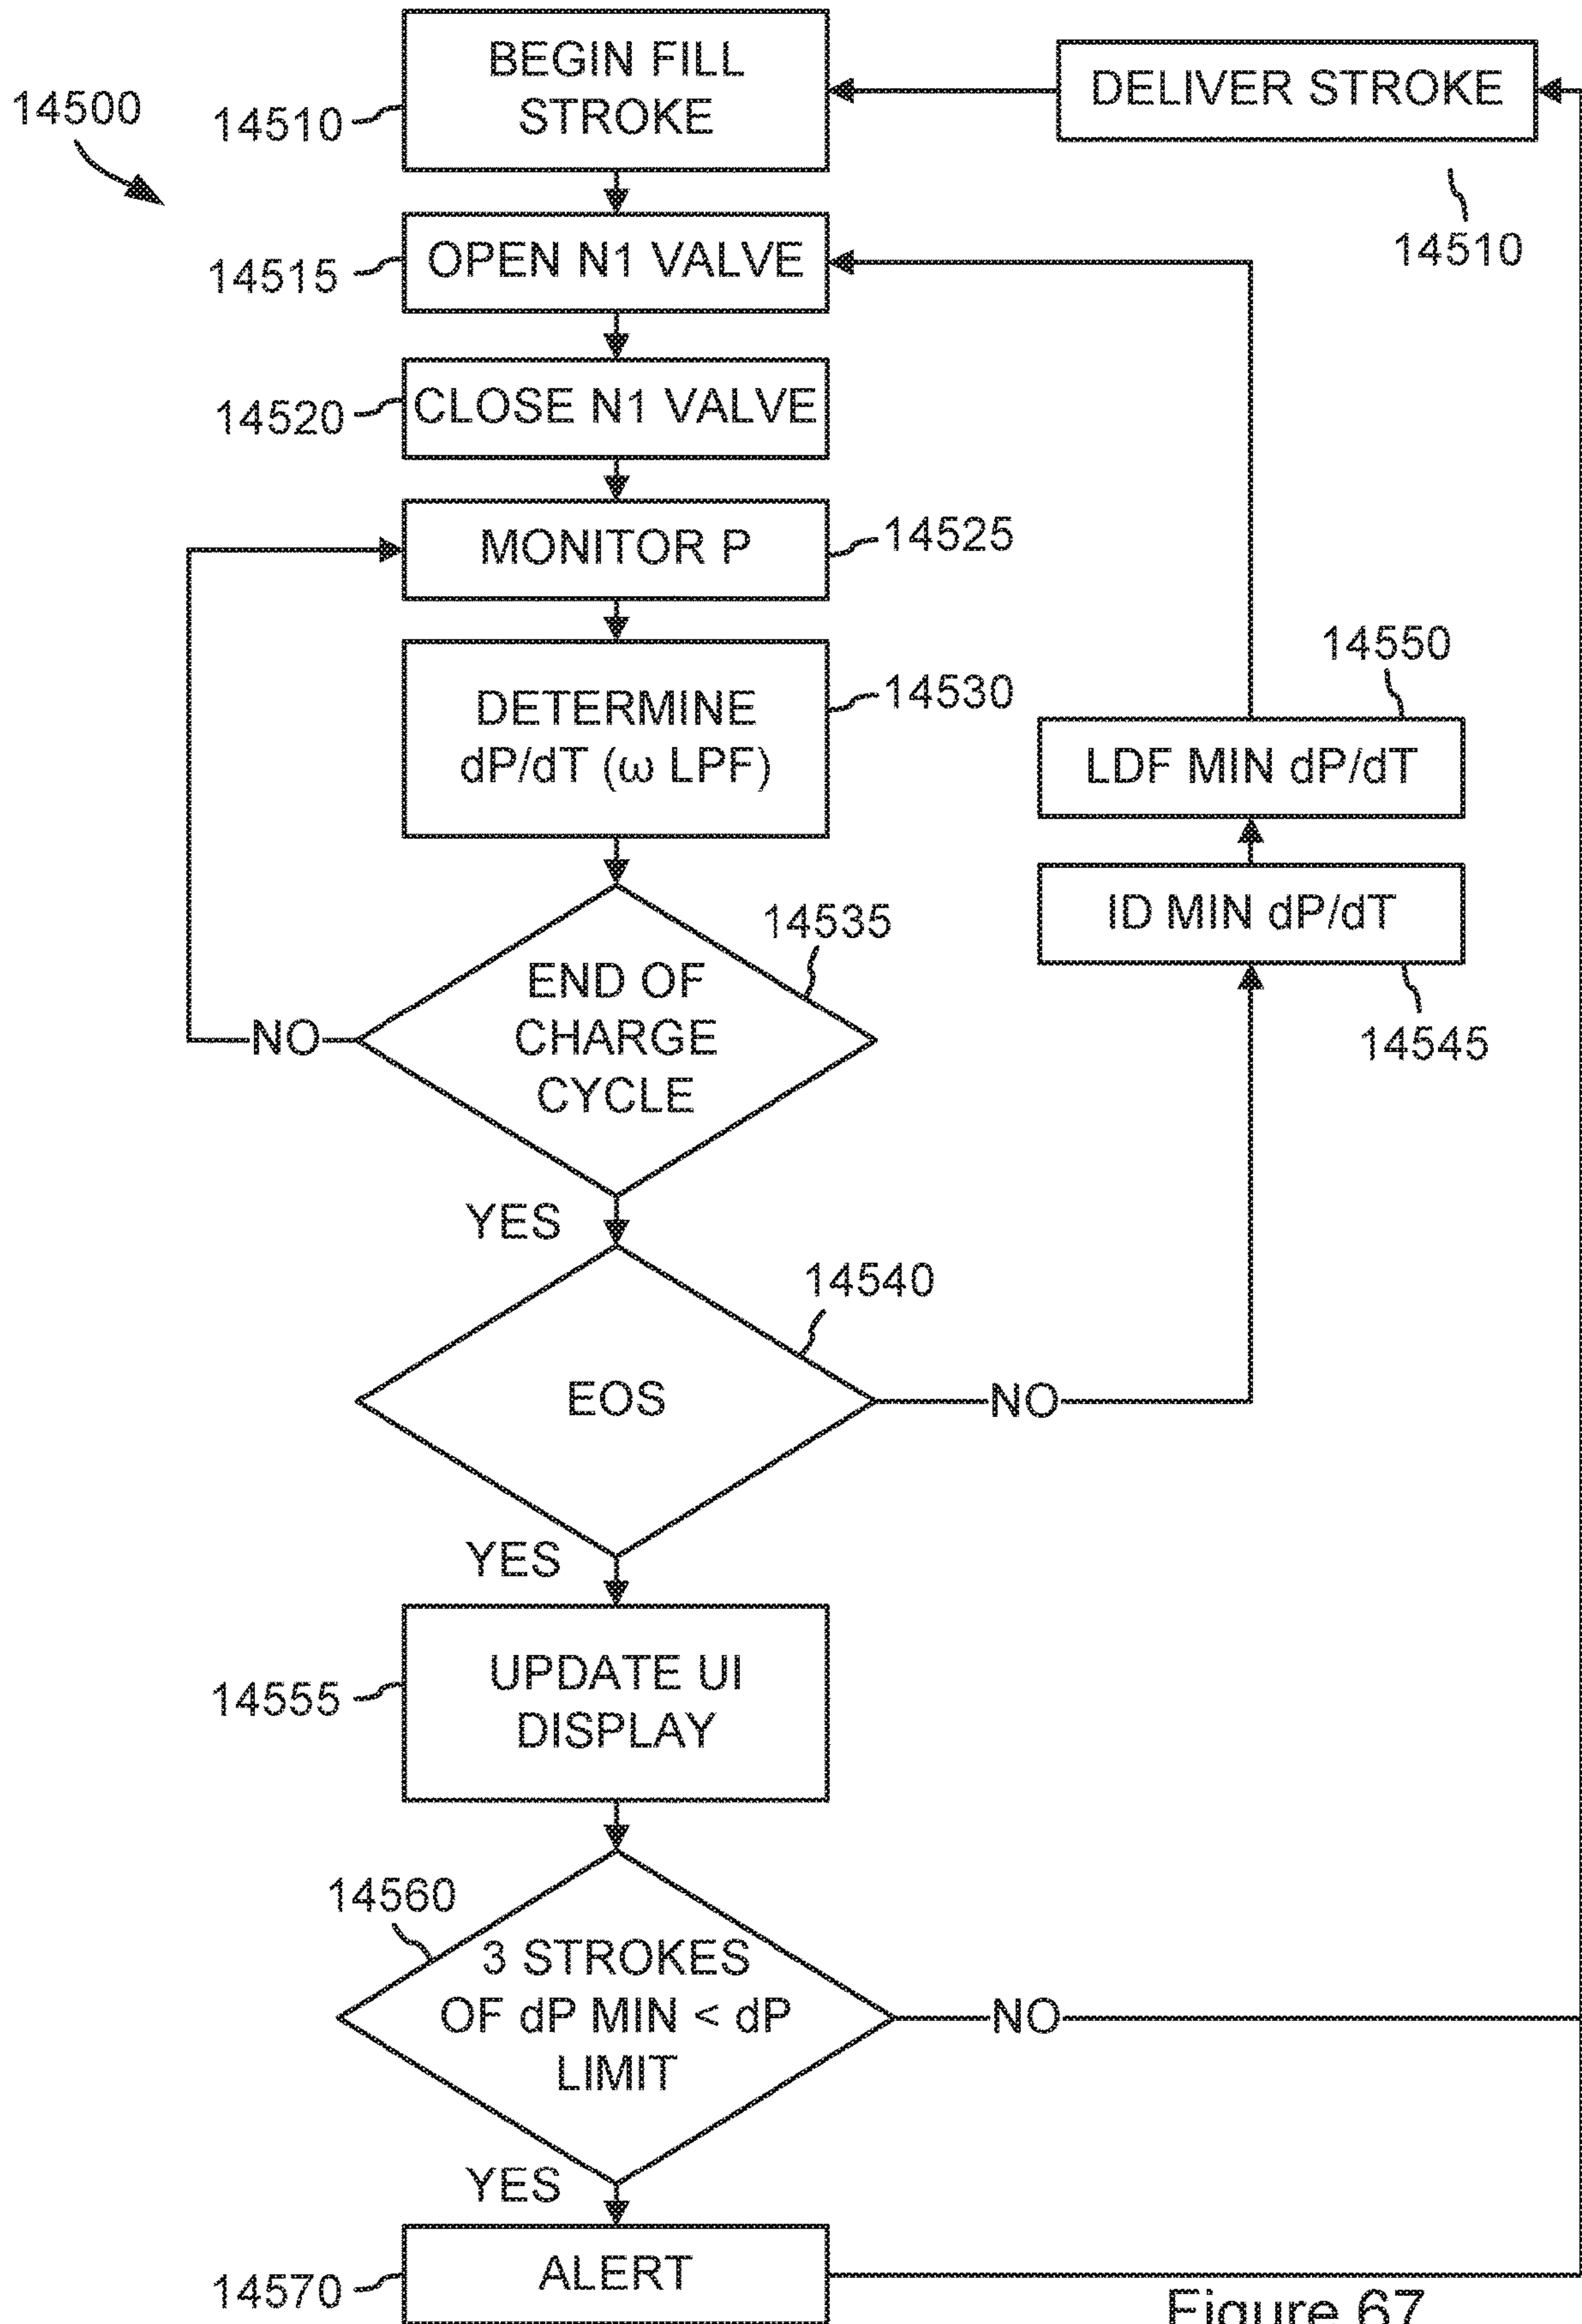 14500
BEGIN FILL
STROKE
14510
DELIVER STROKE
14510
OPEN N1 VALVE
14515
CLOSE N1 VALVE
14520
MONITOR P
14525
DETERMINE
dP/dT (ω LPF)
14530
14550
LDF MIN dP/dT
ID MIN dP/dT
14545
14535
END OF
CHARGE
CYCLE
NO
YES
14540
EOS
NO
YES
UPDATE UI
DISPLAY
14555
14560
3 STROKES
OF dP MIN < dP
LIMIT
NO
YES
ALERT
14570
Figure 67